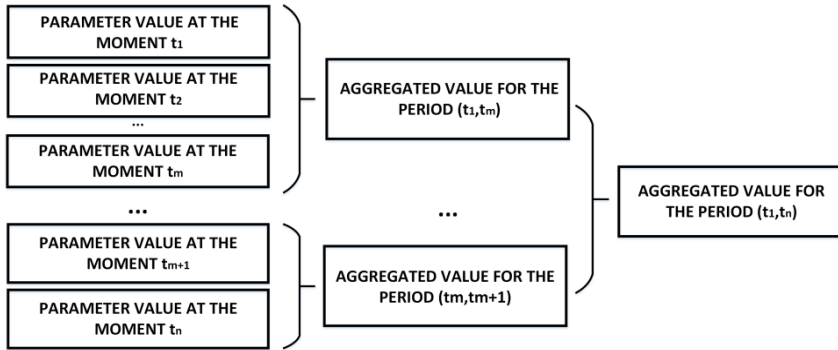 PARAMETER VALUE AT THE
MOMENT t₁
PARAMETER VALUE AT THE
MOMENT t₂
...
PARAMETER VALUE AT THE
MOMENT tₘ
...
PARAMETER VALUE AT THE
MOMENT tₘ₊₁
PARAMETER VALUE AT THE
MOMENT tₙ
AGGREGATED VALUE FOR THE
PERIOD (t₁,tₘ)
...
AGGREGATED VALUE FOR THE
PERIOD (tm,tm+1)
AGGREGATED VALUE FOR
THE PERIOD (t₁,tₙ)